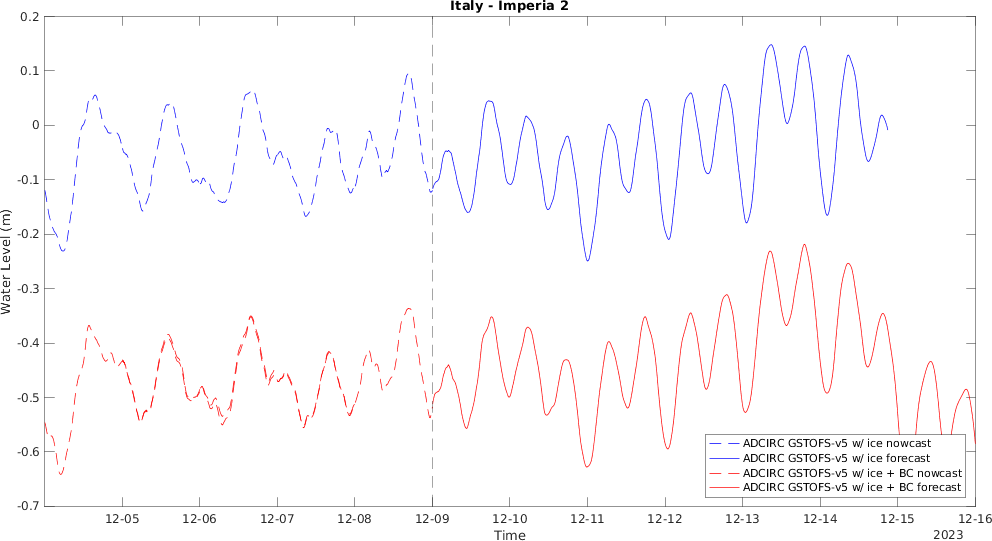 Italy - Imperia 2
0.2
0.1
0
-0.1
-0.2
-0.3
-0.4
-0.5
-0.6
-0.7
Water Level (m)
ADCIRC GSTOFS-v5 w/ ice nowcast
ADCIRC GSTOFS-v5 w/ ice forecast
ADCIRC GSTOFS-v5 w/ ice + BC nowcast
ADCIRC GSTOFS-v5 w/ ice + BC forecast
12-05 12-06 12-07 12-08 12-09 12-10 12-11 12-12 12-13 12-14 12-15 12-16
Time
2023